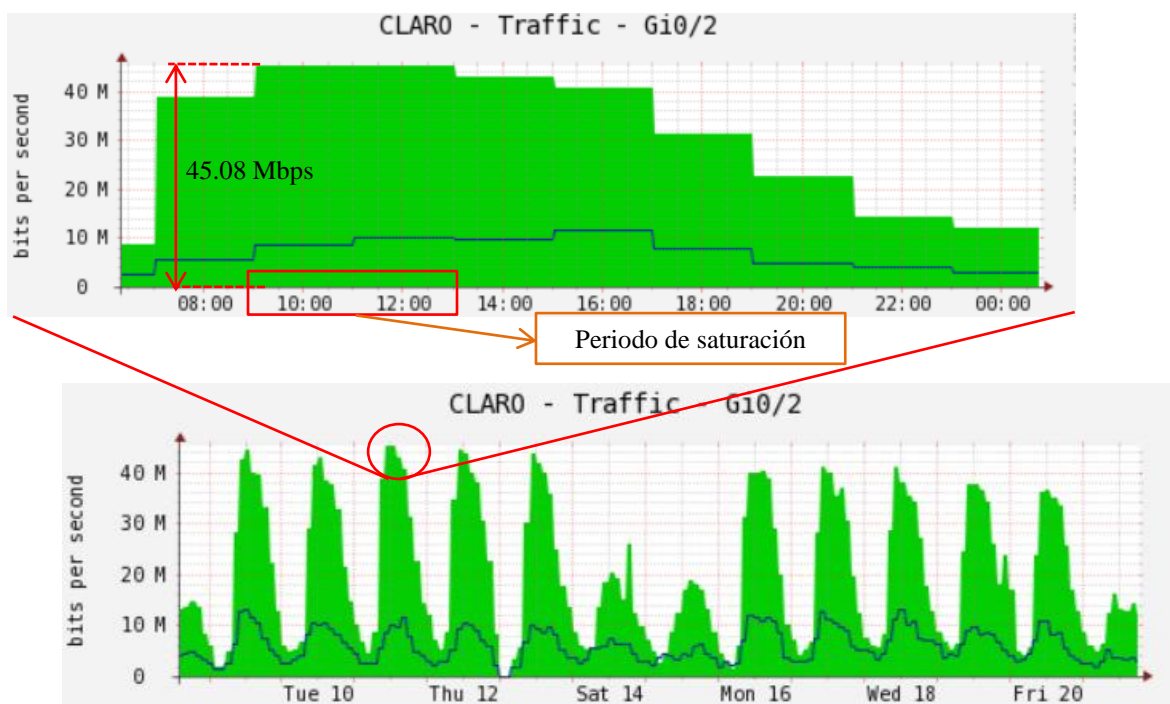 CLARO - Traffic - Gi0/2
bits per second
40 M
30 M
20 M
10 M
0
45.08 Mbps
08:00 10:00 12:00 14:00 16:00 18:00 20:00 22:00 00:00
Periodo de saturación
CLARO - Traffic - Gi0/2
bits per second
40 M
30 M
20 M
10 M
0
Tue 10 Thu 12 Sat 14 Mon 16 Wed 18 Fri 20